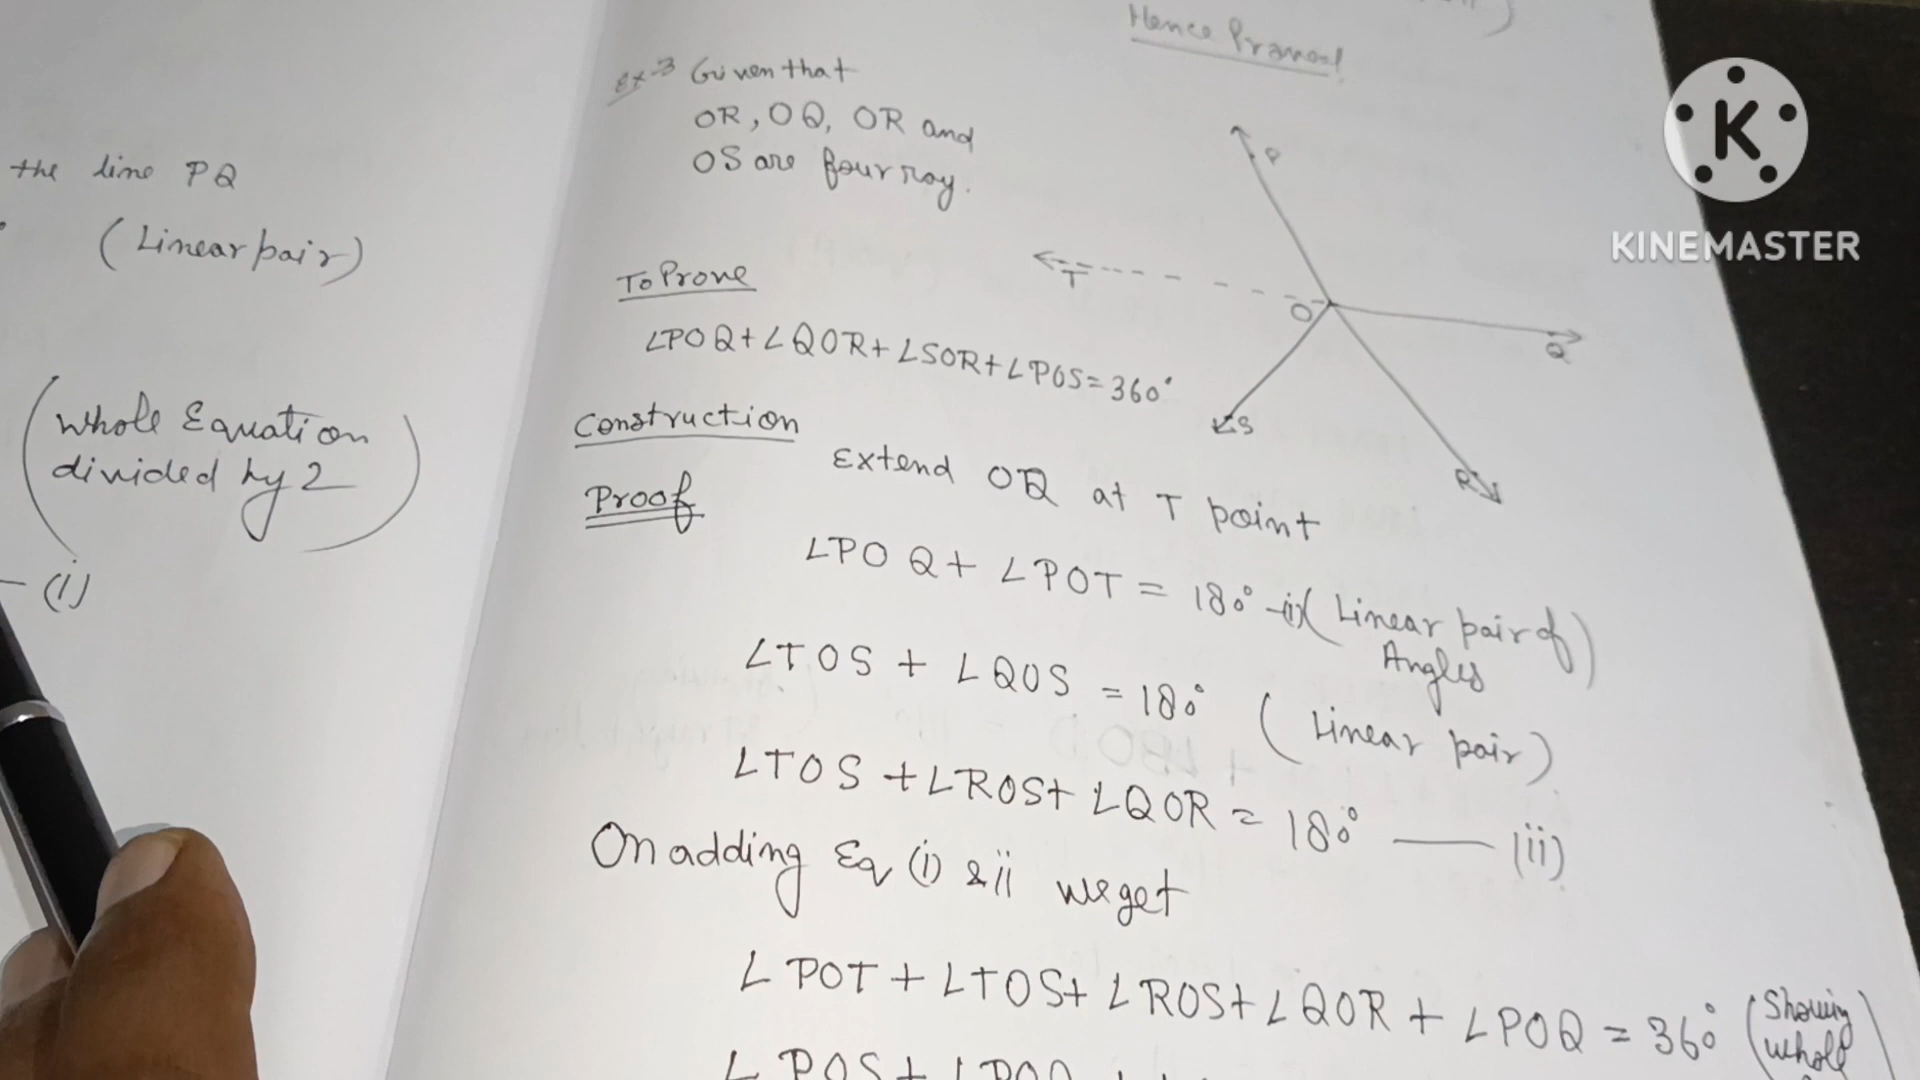 the line PQ
(Linear pair)
(Whole Equation
divided by 2)
— (i)
Hence Proved
Ex-3 Given that
OR, OQ, OR and
OS are four ray.
To Prove
∠POQ+∠QOR+∠SOR+∠POS=360°
Construction
Extend OQ at T point
Proof
∠POQ + ∠POT = 180° -(i) (Linear pair of
Angles)
∠TOS + ∠QOS = 180° (Linear pair)
∠TOS + ∠ROS + ∠QOR = 180° — (ii)
On adding Eq (i) & ii we get
∠POT + ∠TOS + ∠ROS + ∠QOR + ∠POQ = 360° (Showing
whole
∠POS +
P
T
O
Q
S
R
K
KINEMASTER